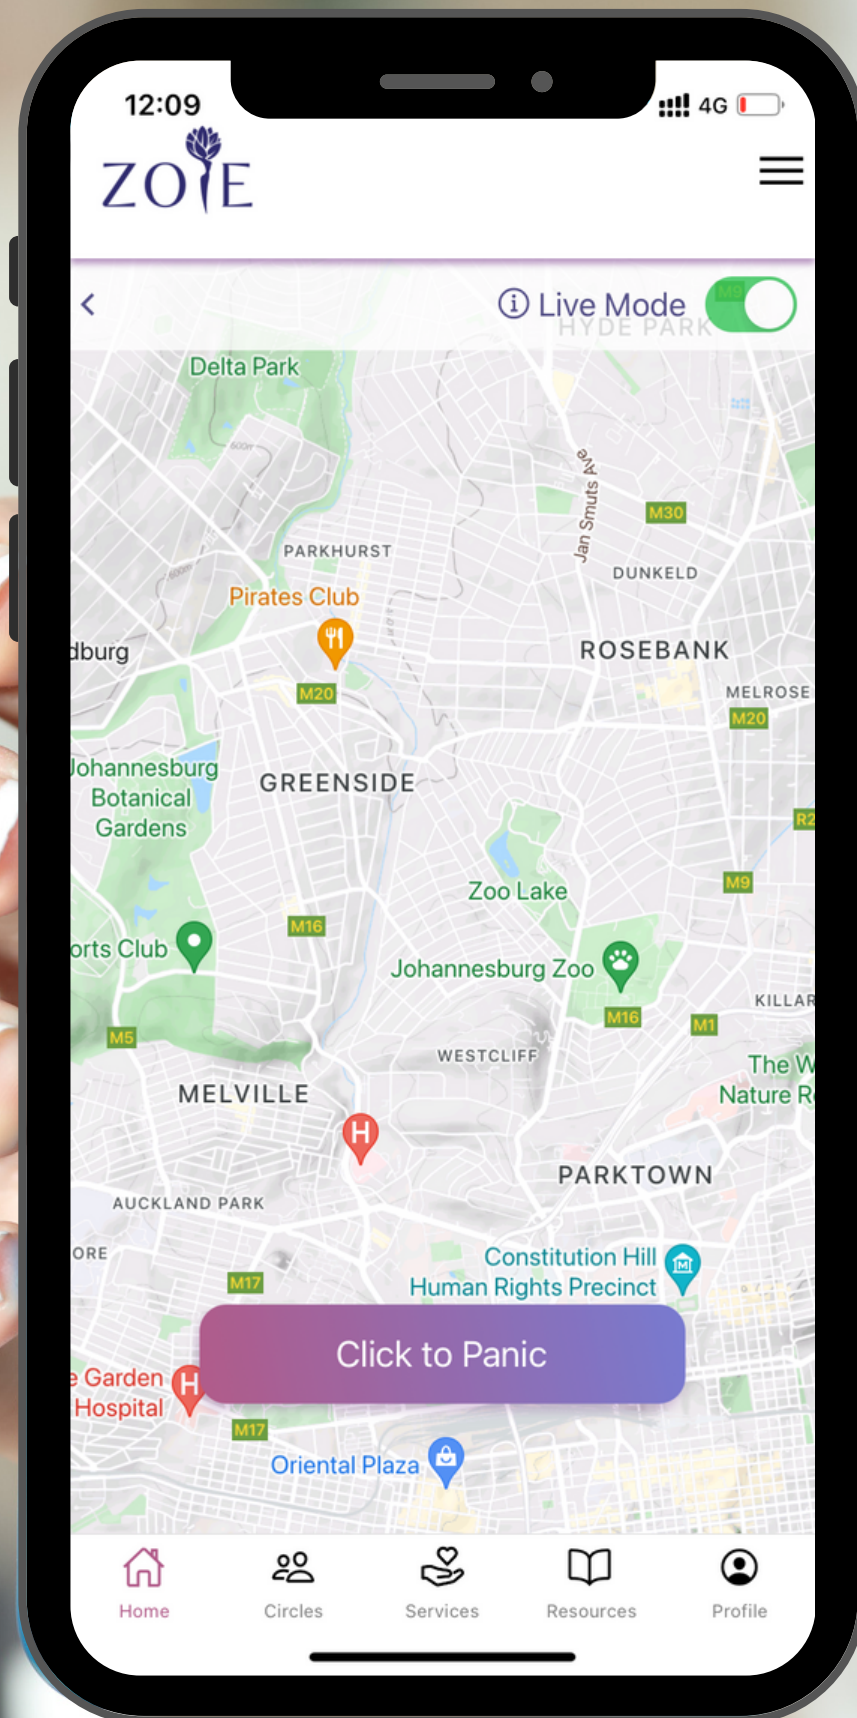 12:09
4G
ZOIE
Live Mode
M9
HYDE PARK
Delta Park
600m
Jan Smuts Ave
M30
PARKHURST
DUNKELD
Pirates Club
600m
dburg
ROSEBANK
M20
MELROSE
M20
Johannesburg
Botanical
Gardens
GREENSIDE
R2
M9
Zoo Lake
M16
orts Club
Johannesburg Zoo
KILLAR
M16
M1
M5
WESTCLIFF
The W
Nature R
MELVILLE
H
PARKTOWN
AUCKLAND PARK
ORE
Constitution Hill
Human Rights Precinct
M
M17
Click to Panic
e Garden
Hospital
H
M17
Oriental Plaza
Home
Circles
Services
Resources
Profile